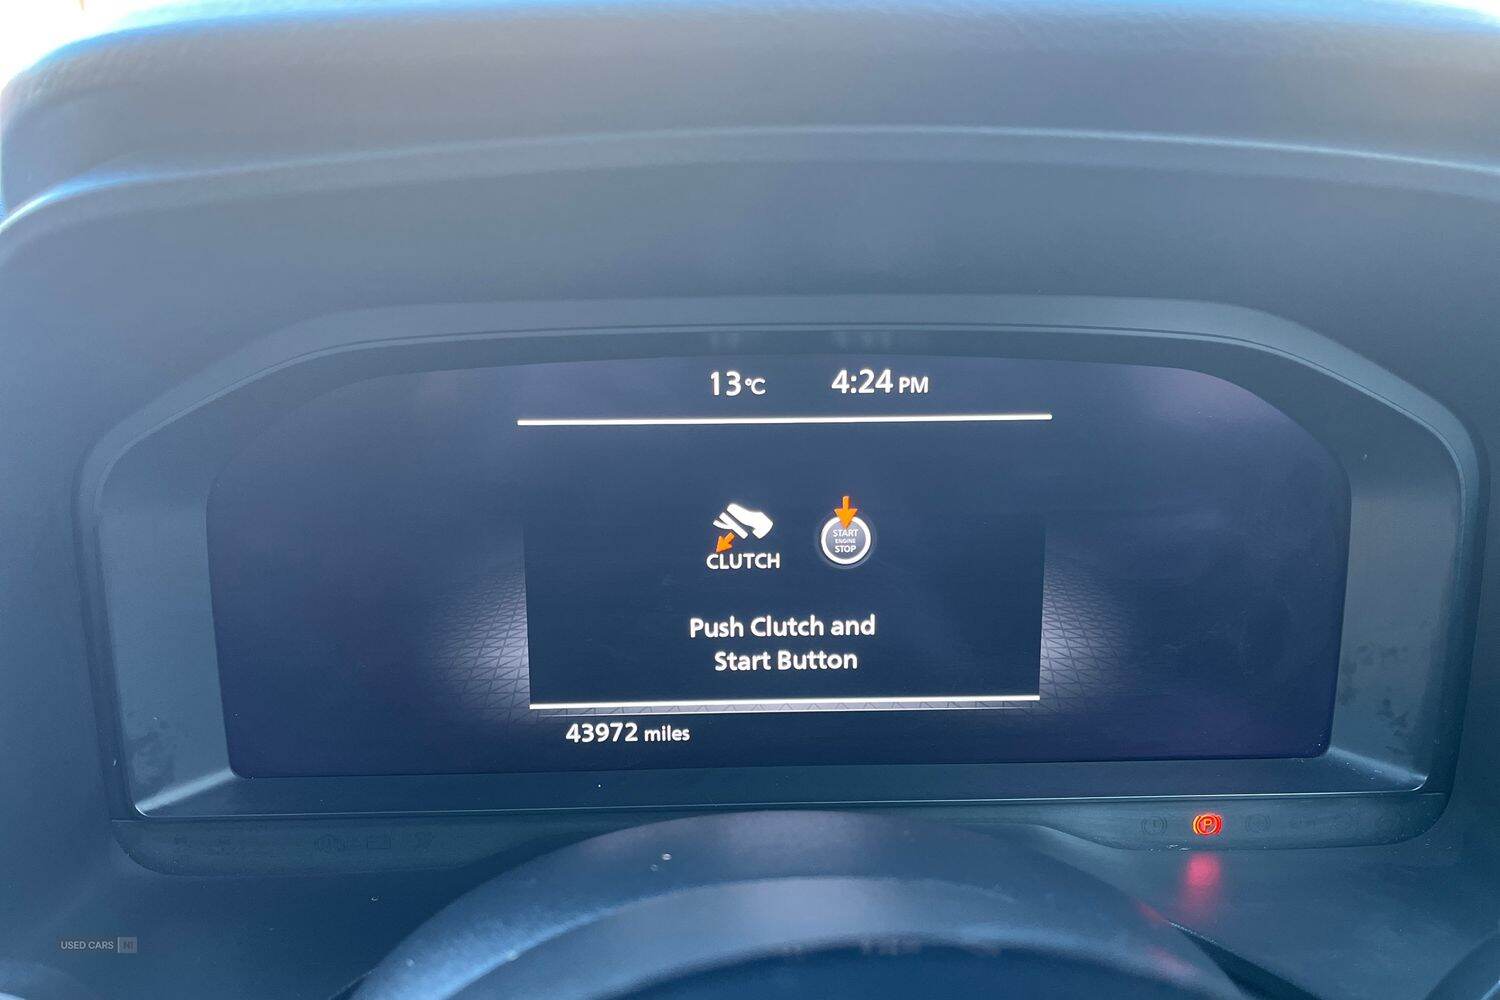 13°C 4:24 PM
CLUTCH
START
ENGINE
STOP
Push Clutch and
Start Button
43972 miles
P
USED CARS NI